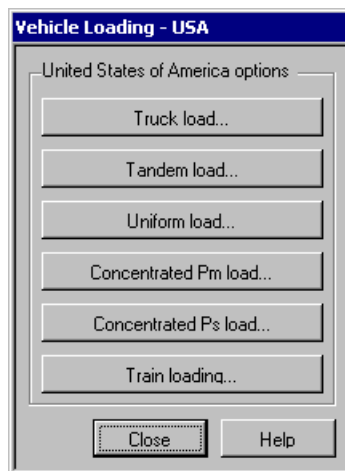 Vehicle Loading - USA
United States of America options
Truck load...
Tandem load...
Uniform load...
Concentrated Pm load...
Concentrated Ps load...
Train loading...
Close Help